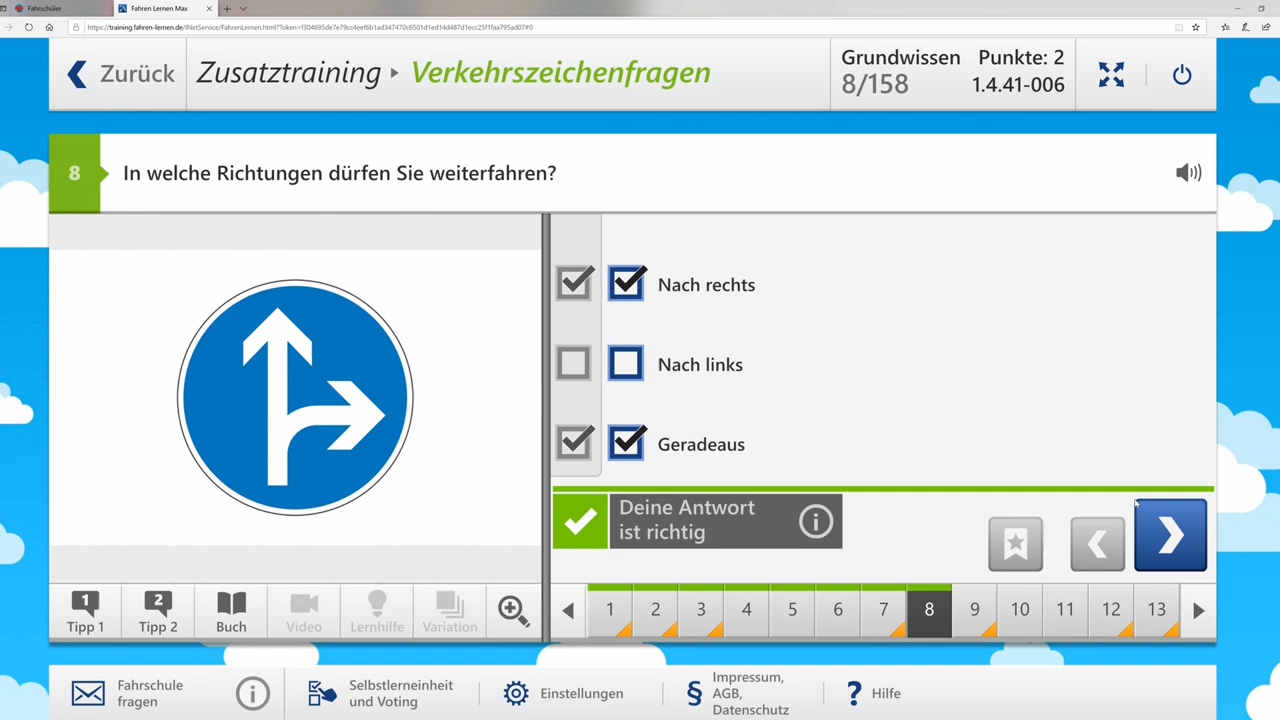 Fahrschüler
Fahren Lernen Max
https://training.fahren-lernen.de/INetService/FahrenLernen.html?Token=f304695de7e79cc4eef6b1ad347470c6501d1ed14d487d1ecc25f1faa795ad07#0
Zurück
Zusatztraining
Verkehrszeichenfragen
Grundwissen
8/158
Punkte: 2
1.4.41-006
8
In welche Richtungen dürfen Sie weiterfahren?
Nach rechts
Nach links
Geradeaus
Deine Antwort
ist richtig
1
Tipp 1
2
Tipp 2
Buch
Video
Lernhilfe
Variation
1 2 3 4 5 6 7 8 9 10 11 12 13
Fahrschule
fragen
Selbstlerneinheit
und Voting
Einstellungen
§
Impressum,
AGB,
Datenschutz
?
Hilfe